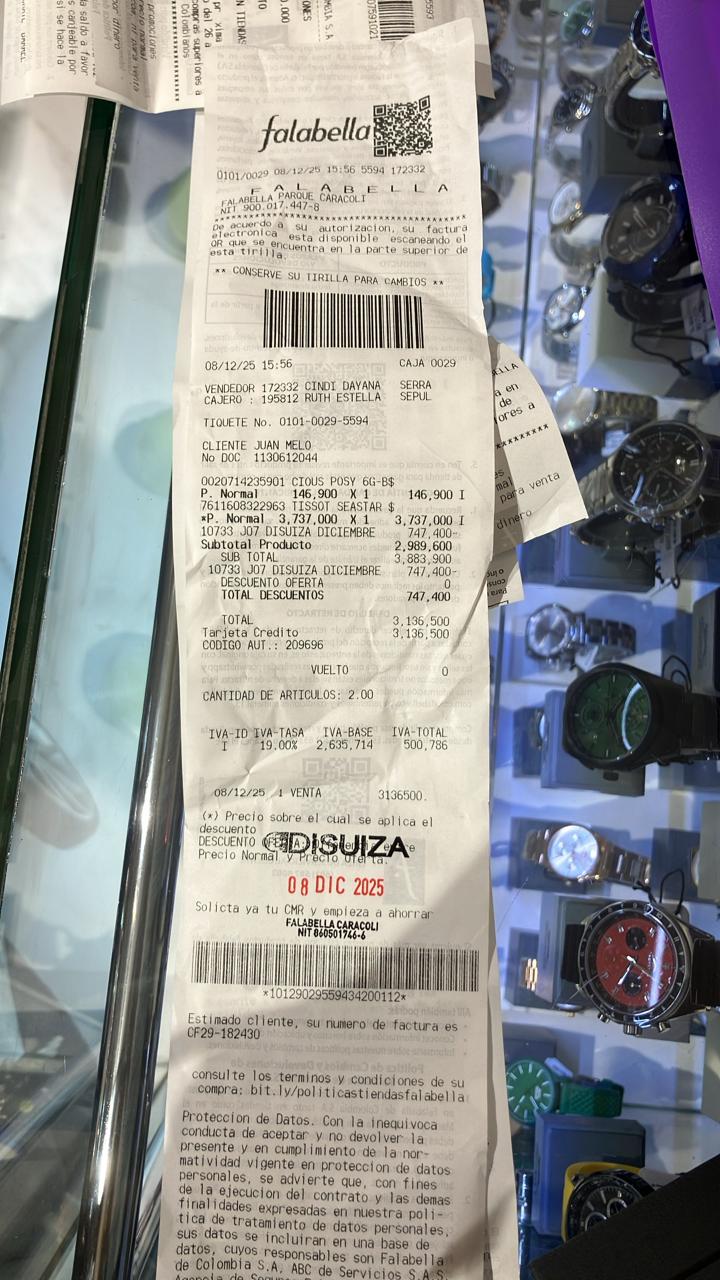 falabella
0101/0029 08/12/25 15:56 5594 172332
F A L A B E L L A
FALABELLA PARQUE CARACOLI
NIT 900.017.447-8
De acuerdo a su autorizacion, su factura
electronica esta disponible escaneando el
QR que se encuentra en la parte superior de
esta tirilla.
** CONSERVE SU TIRILLA PARA CAMBIOS **
08/12/25 15:56 CAJA 0029
VENDEDOR 172332 CINDI DAYANA SERRA
CAJERO : 195812 RUTH ESTELLA SEPUL
TIQUETE No. 0101-0029-5594
CLIENTE JUAN MELO
No DOC 1130612044
0020714235901 CIOUS POSY 6G-B$
P. Normal 146,900 X 1 146,900 I
7611608322963 TISSOT SEASTAR $
*P. Normal 3,737,000 X 1 3,737,000 I
10733 J07 DISUIZA DICIEMBRE 747,400-
Subtotal Producto 2,989,600
SUB TOTAL 3,883,900
10733 J07 DISUIZA DICIEMBRE 747,400-
DESCUENTO OFERTA 0
TOTAL DESCUENTOS 747,400
TOTAL 3,136,500
Tarjeta Credito 3,136,500
CODIGO AUT.: 209696
VUELTO 0
CANTIDAD DE ARTICULOS: 2.00
IVA-ID IVA-TASA IVA-BASE IVA-TOTAL
I 19.00% 2,635,714 500,786
08/12/25 1 VENTA 3136500.
(*) Precio sobre el cual se aplica el
descuento
DISUIZA
DESCUENTO
Precio Normal y Precio Oferta.
08 DIC 2025
Solicta ya tu CMR y empieza a ahorrar
FALABELLA CARACOLI
NIT 860501746-6
*10129029559434200112*
Estimado cliente, su numero de factura es
CF29-182430
consulte los terminos y condiciones de su
compra: bit.ly/politicastiendasfalabella
Proteccion de Datos. Con la inequivoca
conducta de aceptar y no devolver la
presente y en cumplimiento de la nor-
matividad vigente en proteccion de datos
personales, se advierte que, con fines
de la ejecucion del contrato y las demas
finalidades expresadas en nuestra poli-
tica de tratamiento de datos personales,
sus datos se incluiran en una base de
datos, cuyos responsables son Falabella
de Colombia S.A. ABC de Servicios S.A.S.
para venta
dinero